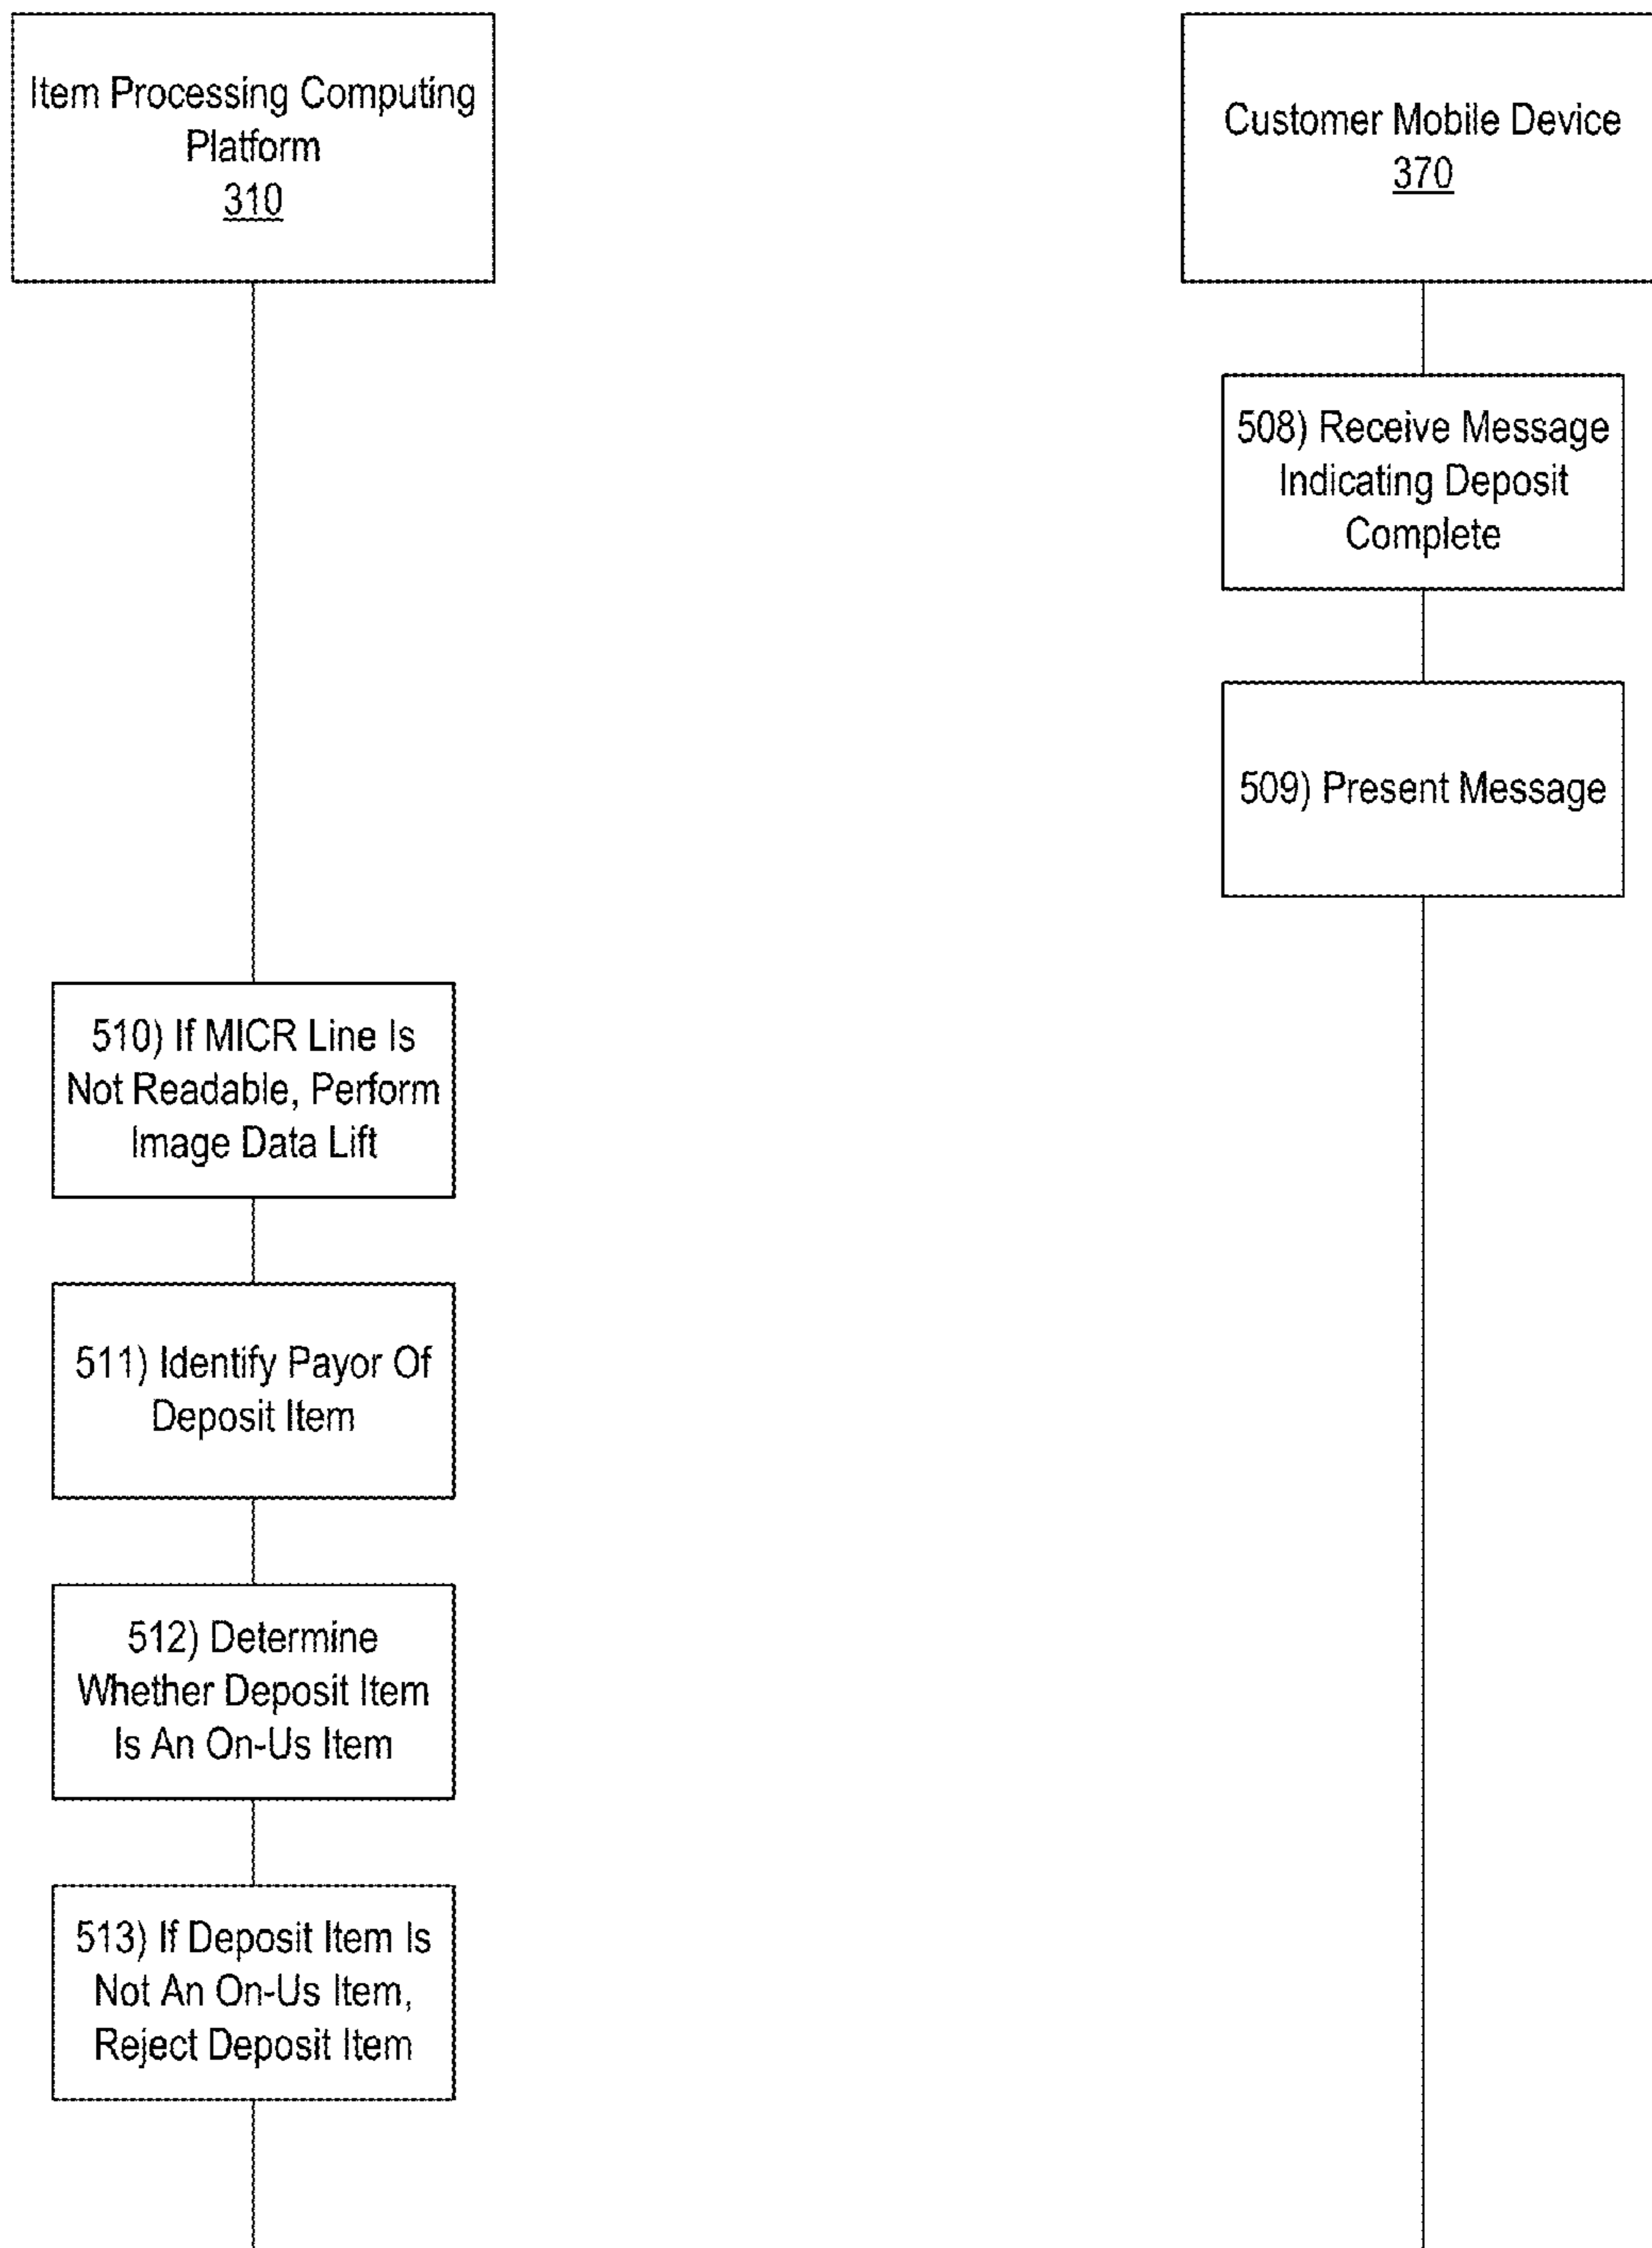 Item Processing Computing
Platform
310
Customer Mobile Device
370
508) Receive Message
Indicating Deposit
Complete
509) Present Message
510) If MICR Line Is
Not Readable, Perform
Image Data Lift
511) Identify Payor Of
Deposit Item
512) Determine
Whether Deposit Item
Is An On-Us Item
513) If Deposit Item Is
Not An On-Us Item,
Reject Deposit Item